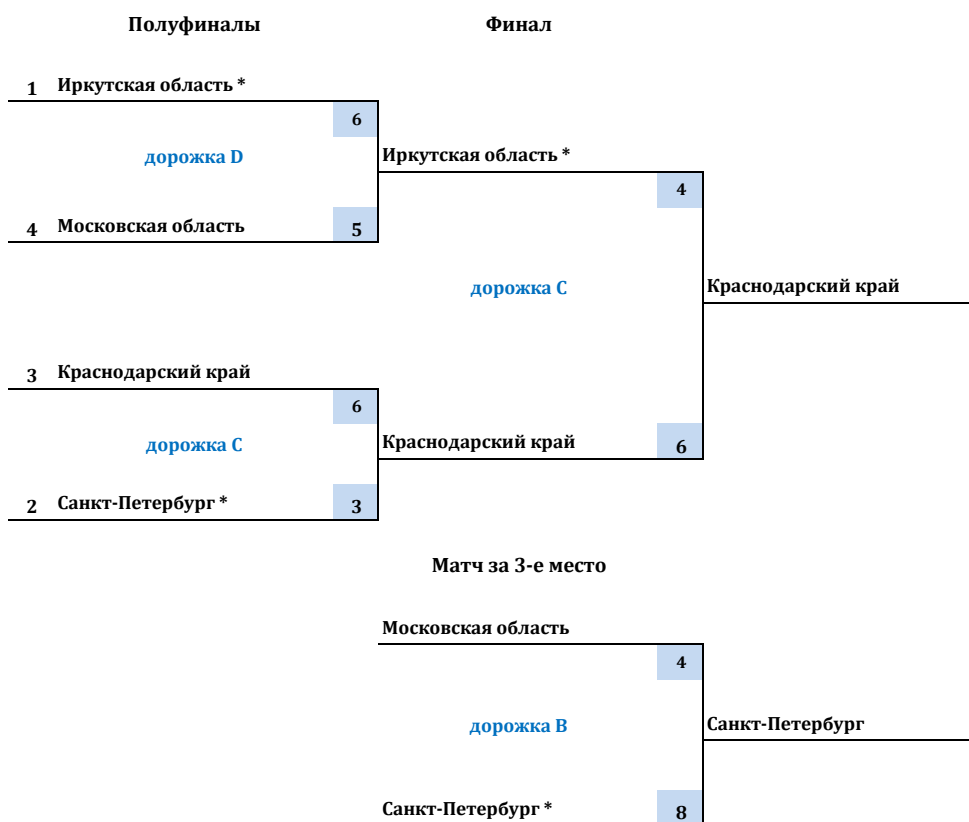 Полуфиналы Финал
1 Иркутская область *
6
дорожка D Иркутская область *
4
4 Московская область 5
дорожка C Краснодарский край
3 Краснодарский край
6
дорожка C Краснодарский край 6
2 Санкт-Петербург * 3
Матч за 3-е место
Московская область
4
дорожка B Санкт-Петербург
Санкт-Петербург * 8